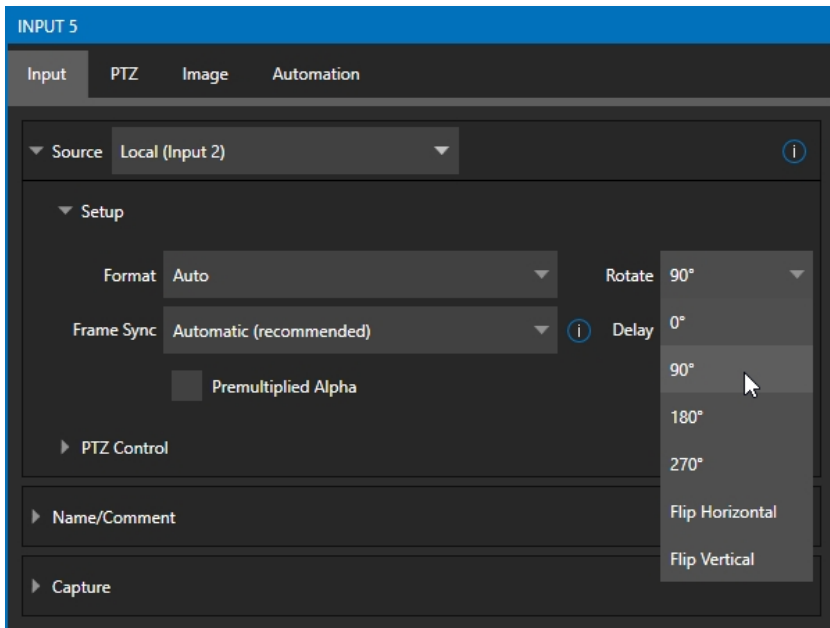 INPUT 5
Input PTZ Image Automation
Source Local (Input 2) i
Setup
Format Auto Rotate 90°
Frame Sync Automatic (recommended) i Delay 0°
90°
Premultiplied Alpha
180°
PTZ Control
270°
Name/Comment Flip Horizontal
Flip Vertical
Capture